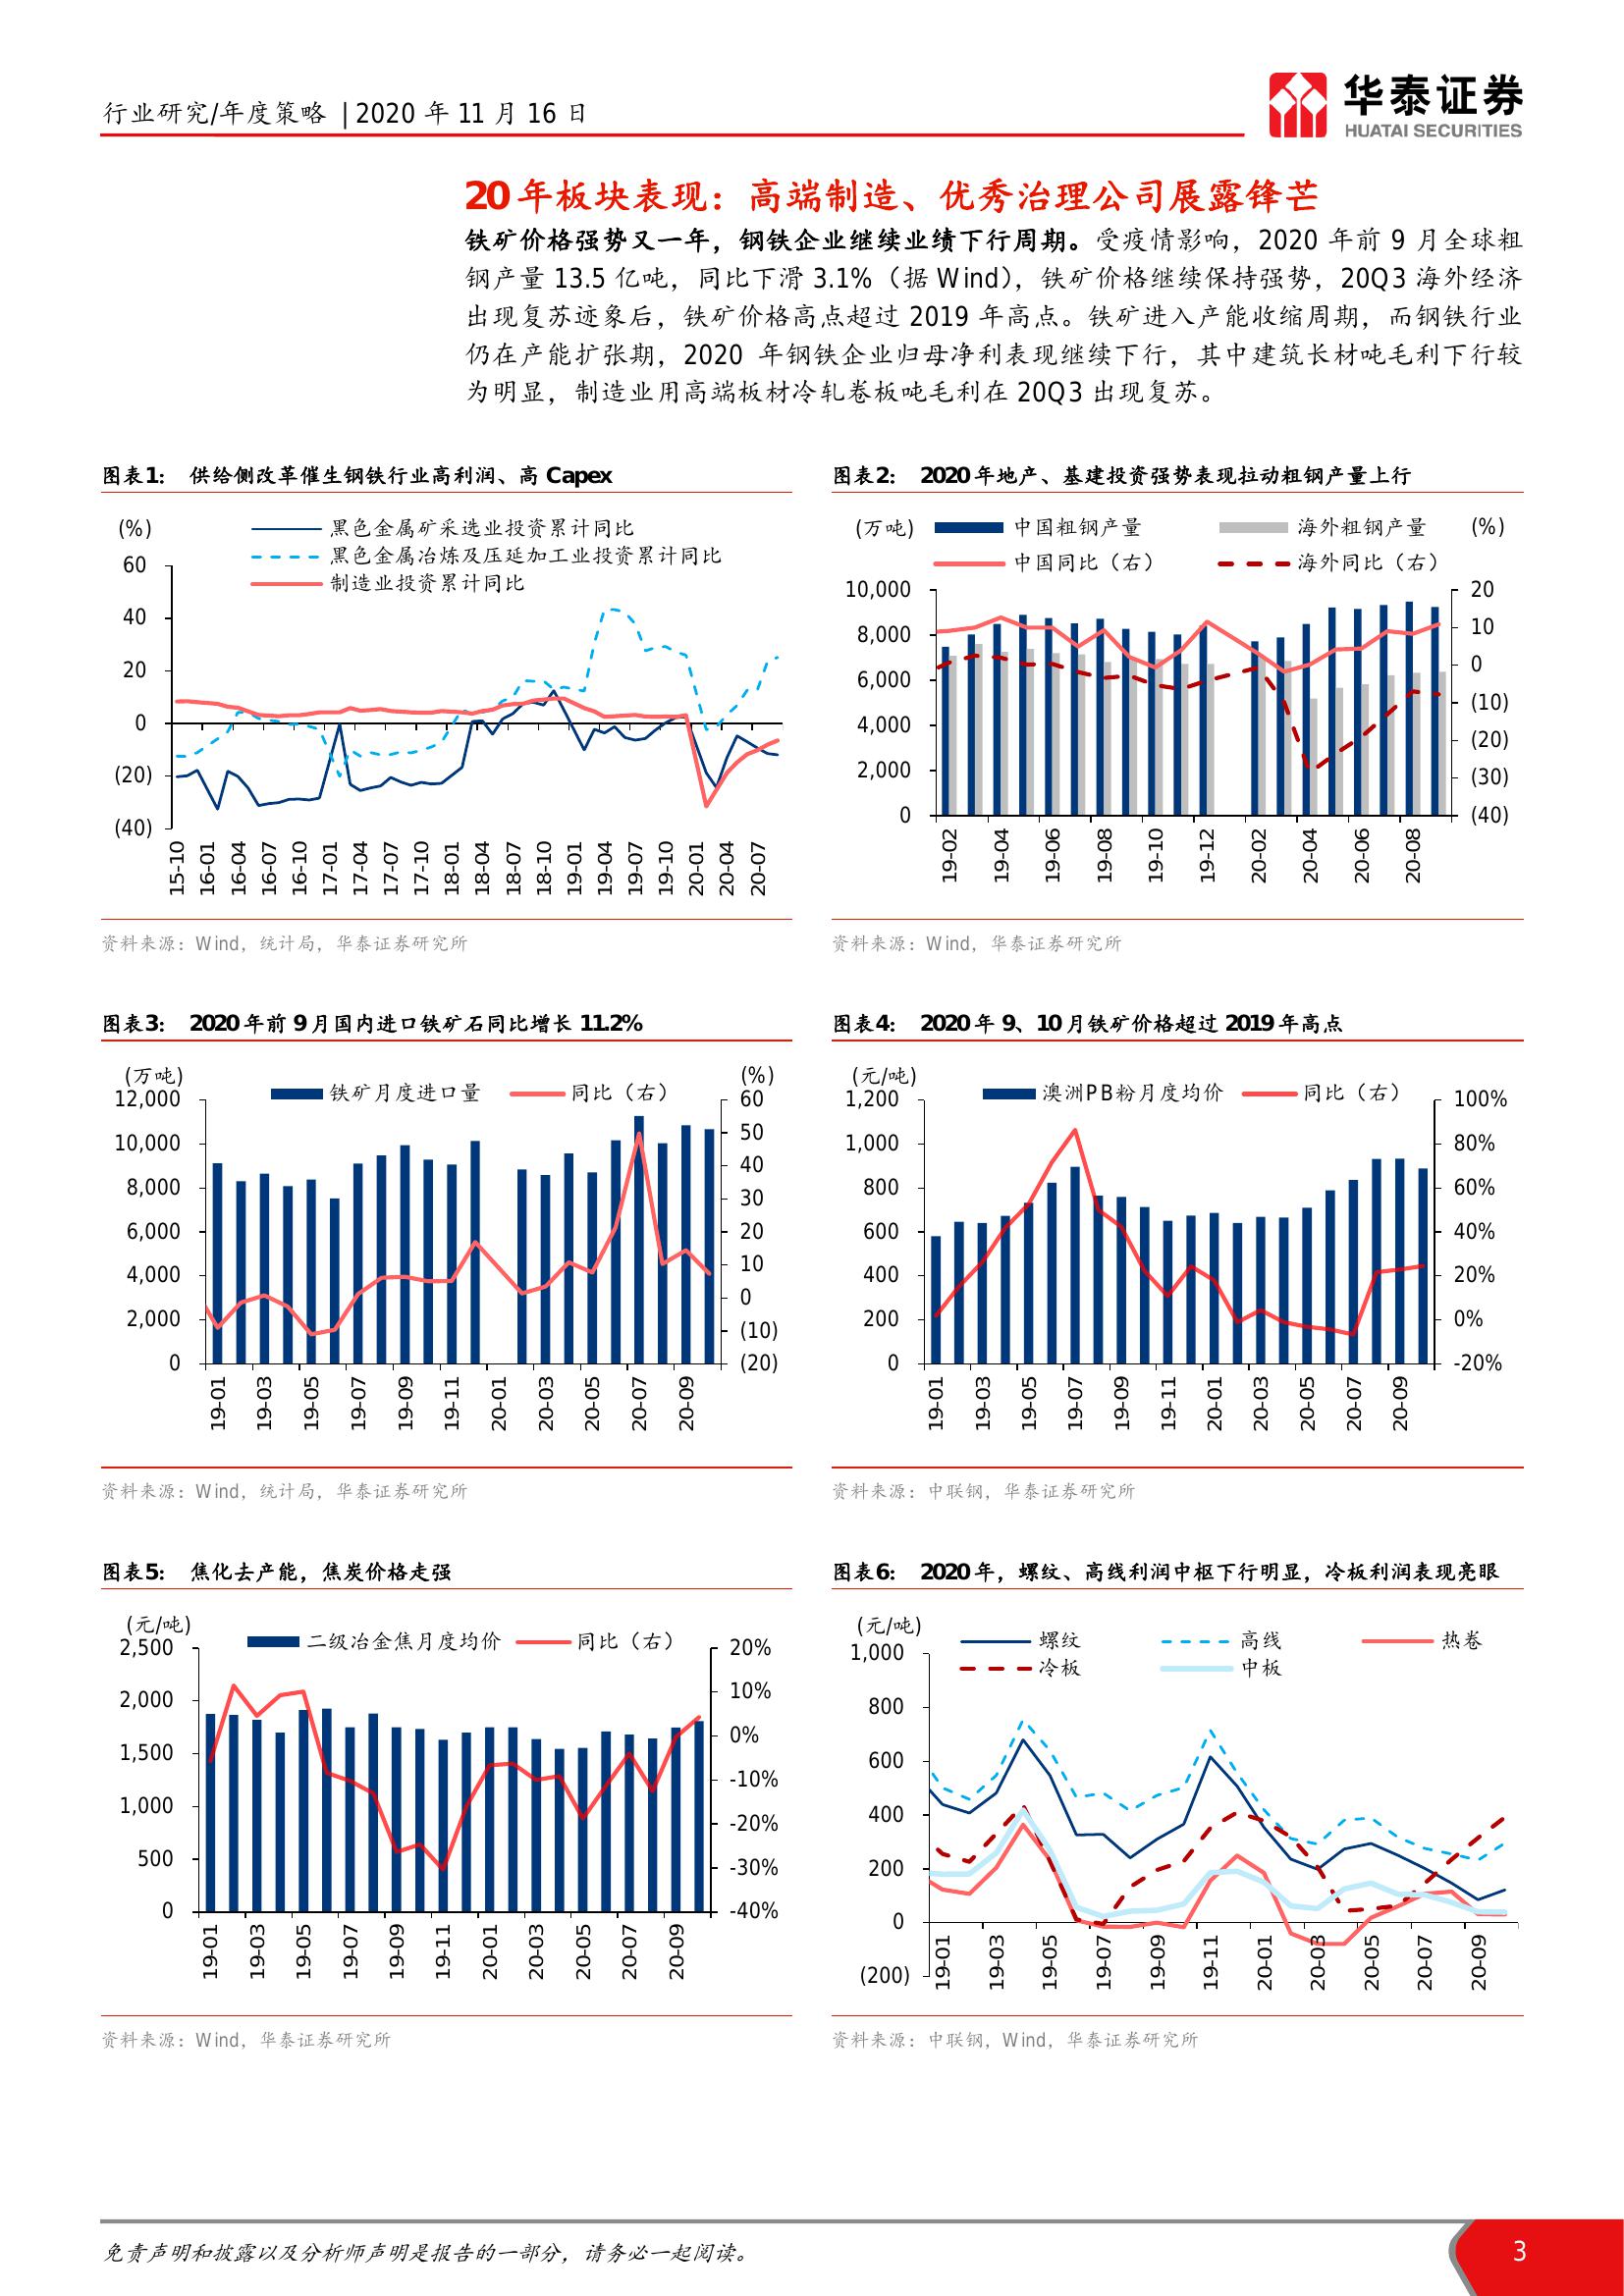 行业研究/年度策略 | 2020 年 11 月 16 日
华泰证券
HUATAI SECURITIES
20 年板块表现：高端制造、优秀治理公司展露锋芒
铁矿价格强势又一年，钢铁企业继续业绩下行周期。受疫情影响，2020 年前 9 月全球粗
钢产量 13.5 亿吨，同比下滑 3.1%（据 Wind），铁矿价格继续保持强势，20Q3 海外经济
出现复苏迹象后，铁矿价格高点超过 2019 年高点。铁矿进入产能收缩周期，而钢铁行业
仍在产能扩张期，2020 年钢铁企业归母净利表现继续下行，其中建筑长材吨毛利下行较
为明显，制造业用高端板材冷轧卷板吨毛利在 20Q3 出现复苏。
图表1： 供给侧改革催生钢铁行业高利润、高 Capex
(%)
黑色金属矿采选业投资累计同比
黑色金属冶炼及压延加工业投资累计同比
制造业投资累计同比
60
40
20
0
(20)
(40)
15-10 16-01 16-04 16-07 16-10 17-01 17-04 17-07 17-10 18-01 18-04 18-07 18-10 19-01 19-04 19-07 19-10 20-01 20-04 20-07
资料来源：Wind，统计局，华泰证券研究所
图表2： 2020 年地产、基建投资强势表现拉动粗钢产量上行
(万吨) 中国粗钢产量 海外粗钢产量 (%)
中国同比（右） 海外同比（右）
10,000 20
8,000 10
6,000 0
4,000 (10)
2,000 (20)
0 (30)
(40)
19-02 19-04 19-06 19-08 19-10 19-12 20-02 20-04 20-06 20-08
资料来源：Wind，华泰证券研究所
图表3： 2020 年前 9 月国内进口铁矿石同比增长 11.2%
(万吨) (%)
铁矿月度进口量 同比（右）
12,000 60
10,000 50
8,000 40
6,000 30
4,000 20
2,000 10
0 0
(10)
(20)
19-01 19-03 19-05 19-07 19-09 19-11 20-01 20-03 20-05 20-07 20-09
资料来源：Wind，统计局，华泰证券研究所
图表4： 2020 年 9、10 月铁矿价格超过 2019 年高点
(元/吨)
澳洲PB粉月度均价 同比（右）
1,200 100%
1,000 80%
800 60%
600 40%
400 20%
200 0%
0 -20%
19-01 19-03 19-05 19-07 19-09 19-11 20-01 20-03 20-05 20-07 20-09
资料来源：中联钢，华泰证券研究所
图表5： 焦化去产能，焦炭价格走强
(元/吨)
二级冶金焦月度均价 同比（右）
2,500 20%
2,000 10%
1,500 0%
1,000 -10%
500 -20%
0 -30%
-40%
19-01 19-03 19-05 19-07 19-09 19-11 20-01 20-03 20-05 20-07 20-09
资料来源：Wind，华泰证券研究所
图表6： 2020 年，螺纹、高线利润中枢下行明显，冷板利润表现亮眼
(元/吨)
螺纹 高线 热卷
冷板 中板
1,000
800
600
400
200
0
(200)
19-01 19-03 19-05 19-07 19-09 19-11 20-01 20-03 20-05 20-07 20-09
资料来源：中联钢，Wind，华泰证券研究所
免责声明和披露以及分析师声明是报告的一部分，请务必一起阅读。
3